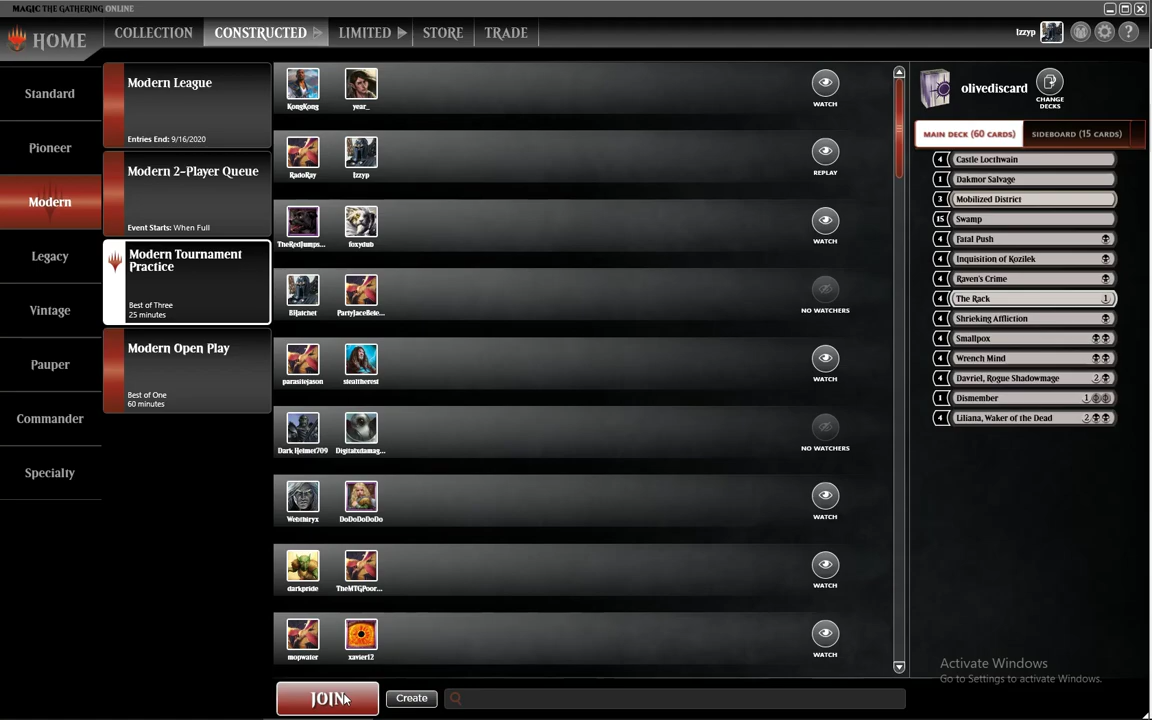 MAGIC THE GATHERING ONLINE
HOME
COLLECTION
CONSTRUCTED
LIMITED
STORE
TRADE
Izzyp
?
Standard
Pioneer
Modern
Legacy
Vintage
Pauper
Commander
Specialty
Modern League
Entries End: 9/16/2020
Modern 2-Player Queue
Event Starts: When Full
Modern Tournament
Practice
Best of Three
25 minutes
Modern Open Play
Best of One
60 minutes
KongKong
year_
WATCH
RadoRay
Izzyp
REPLAY
TheRedJumps...
foxydub
WATCH
NO WATCHERS
parasitejason
stealtherest
WATCH
Dark Helmet709
NO WATCHERS
DoDoDoDoDo
WATCH
darkpride
TheMTGPoor...
WATCH
mopwater
xavier12
WATCH
JOIN
Create
olivediscard
CHANGE
DECKS
MAIN DECK (60 CARDS)
SIDEBOARD (15 CARDS)
4 Castle Locthwain
1 Dakmor Salvage
3 Mobilized District
15 Swamp
4 Fatal Push
4 Inquisition of Kozilek
4 Raven's Crime
4 The Rack 1
4 Shrieking Affliction
4 Smallpox
4 Wrench Mind
4 Davriel, Rogue Shadowmage 2
1 Dismember 1
4 Liliana, Waker of the Dead 2
Activate Windows
Go to Settings to activate Windows.